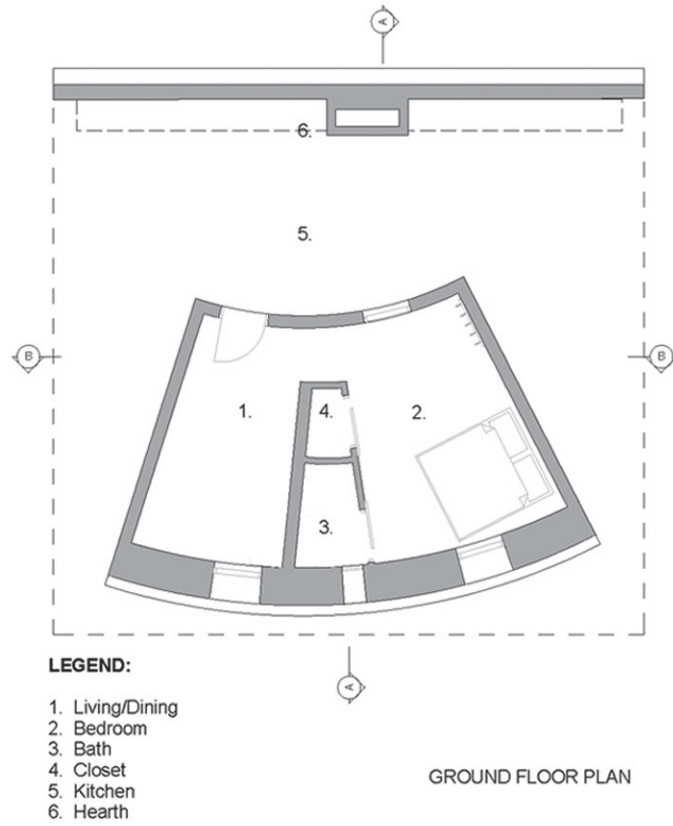 A
6.
5.
B
B
1.
4.
2.
3.
A
LEGEND:
1. Living/Dining
2. Bedroom
3. Bath
4. Closet
5. Kitchen
6. Hearth
GROUND FLOOR PLAN